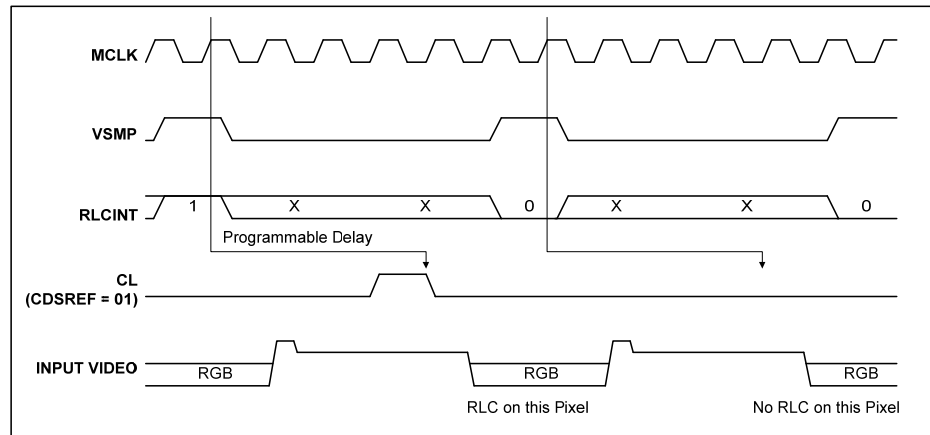 MCLK
VSMP
RLCINT
1 X X 0 X X 0
Programmable Delay
CL
(CDSREF = 01)
INPUT VIDEO
RGB RGB RGB
RLC on this Pixel No RLC on this Pixel